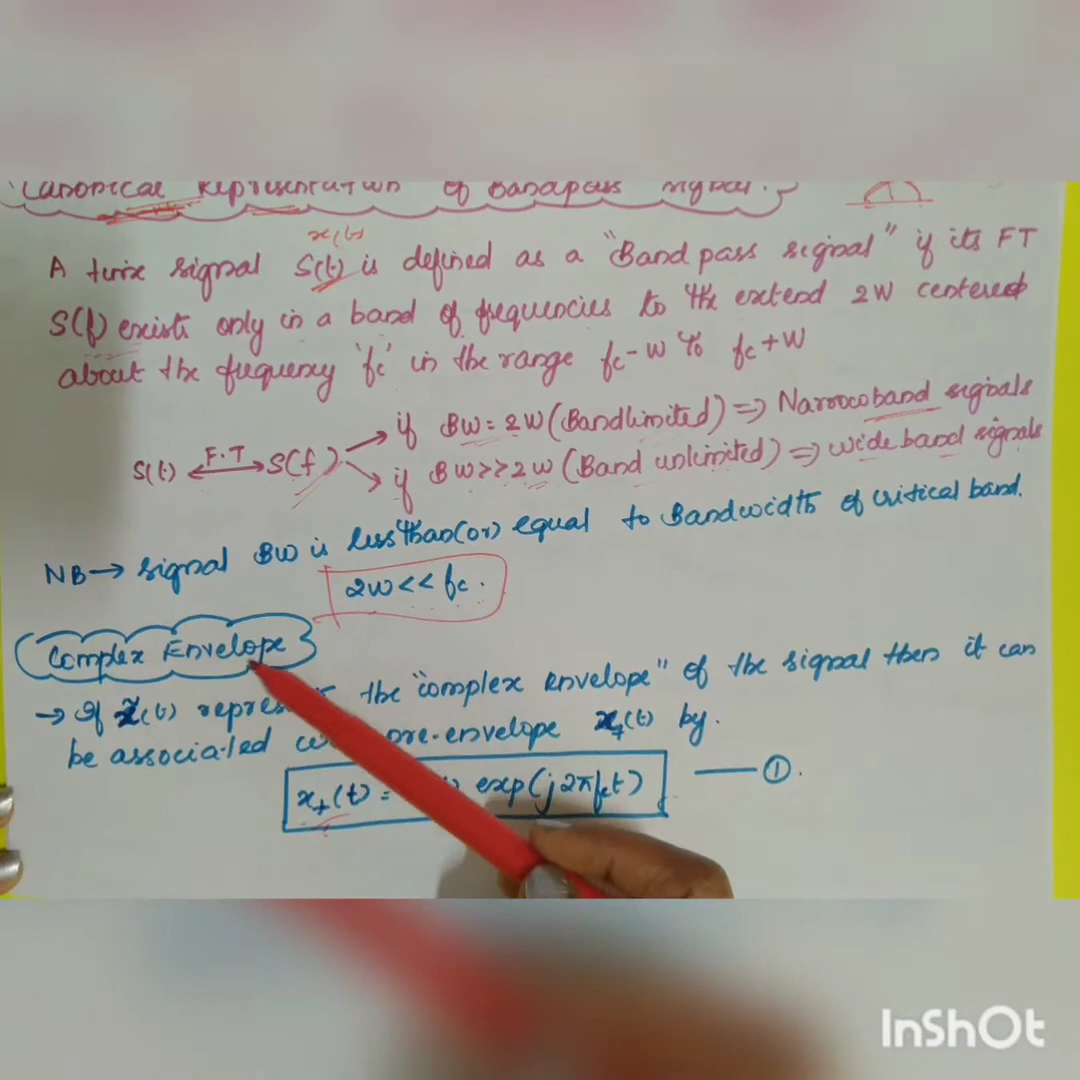 Canonical Representation of Bandpass signal.
x(t)
A time signal S(t) is defined as a "Band pass signal" if its FT
S(f) exists only in a band of frequencies to the extend 2W centered
about the frequency 'fc' in the range fc-W to fc+W
S(t) F.T S(f) if BW = 2W (Bandlimited) => Narrowband signals
if BW>>2W (Band unlimited) => wide band signals
NB → signal BW is less than (or) equal to Bandwidth of critical band.
2W << fc.
Complex Envelope
→ If x̃(t) the "complex envelope" of the signal then it can
be associated pre-envelope x+(t) by.
x+(t) = exp(j2πfct) — ①.
InShOt